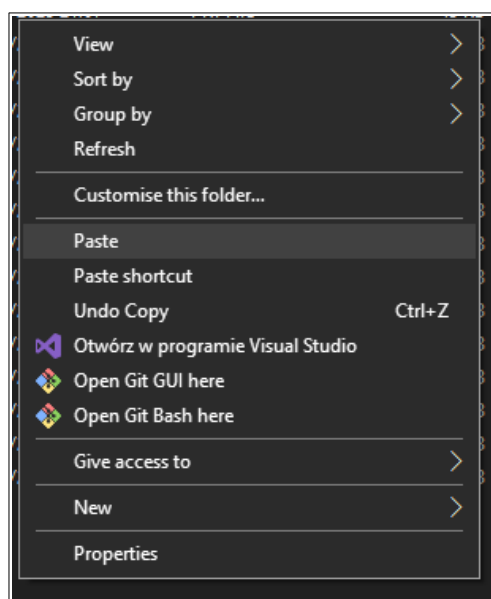 View
Sort by
Group by
Refresh
Customise this folder...
Paste
Paste shortcut
Undo Copy Ctrl+Z
Otwórz w programie Visual Studio
Open Git GUI here
Open Git Bash here
Give access to
New
Properties